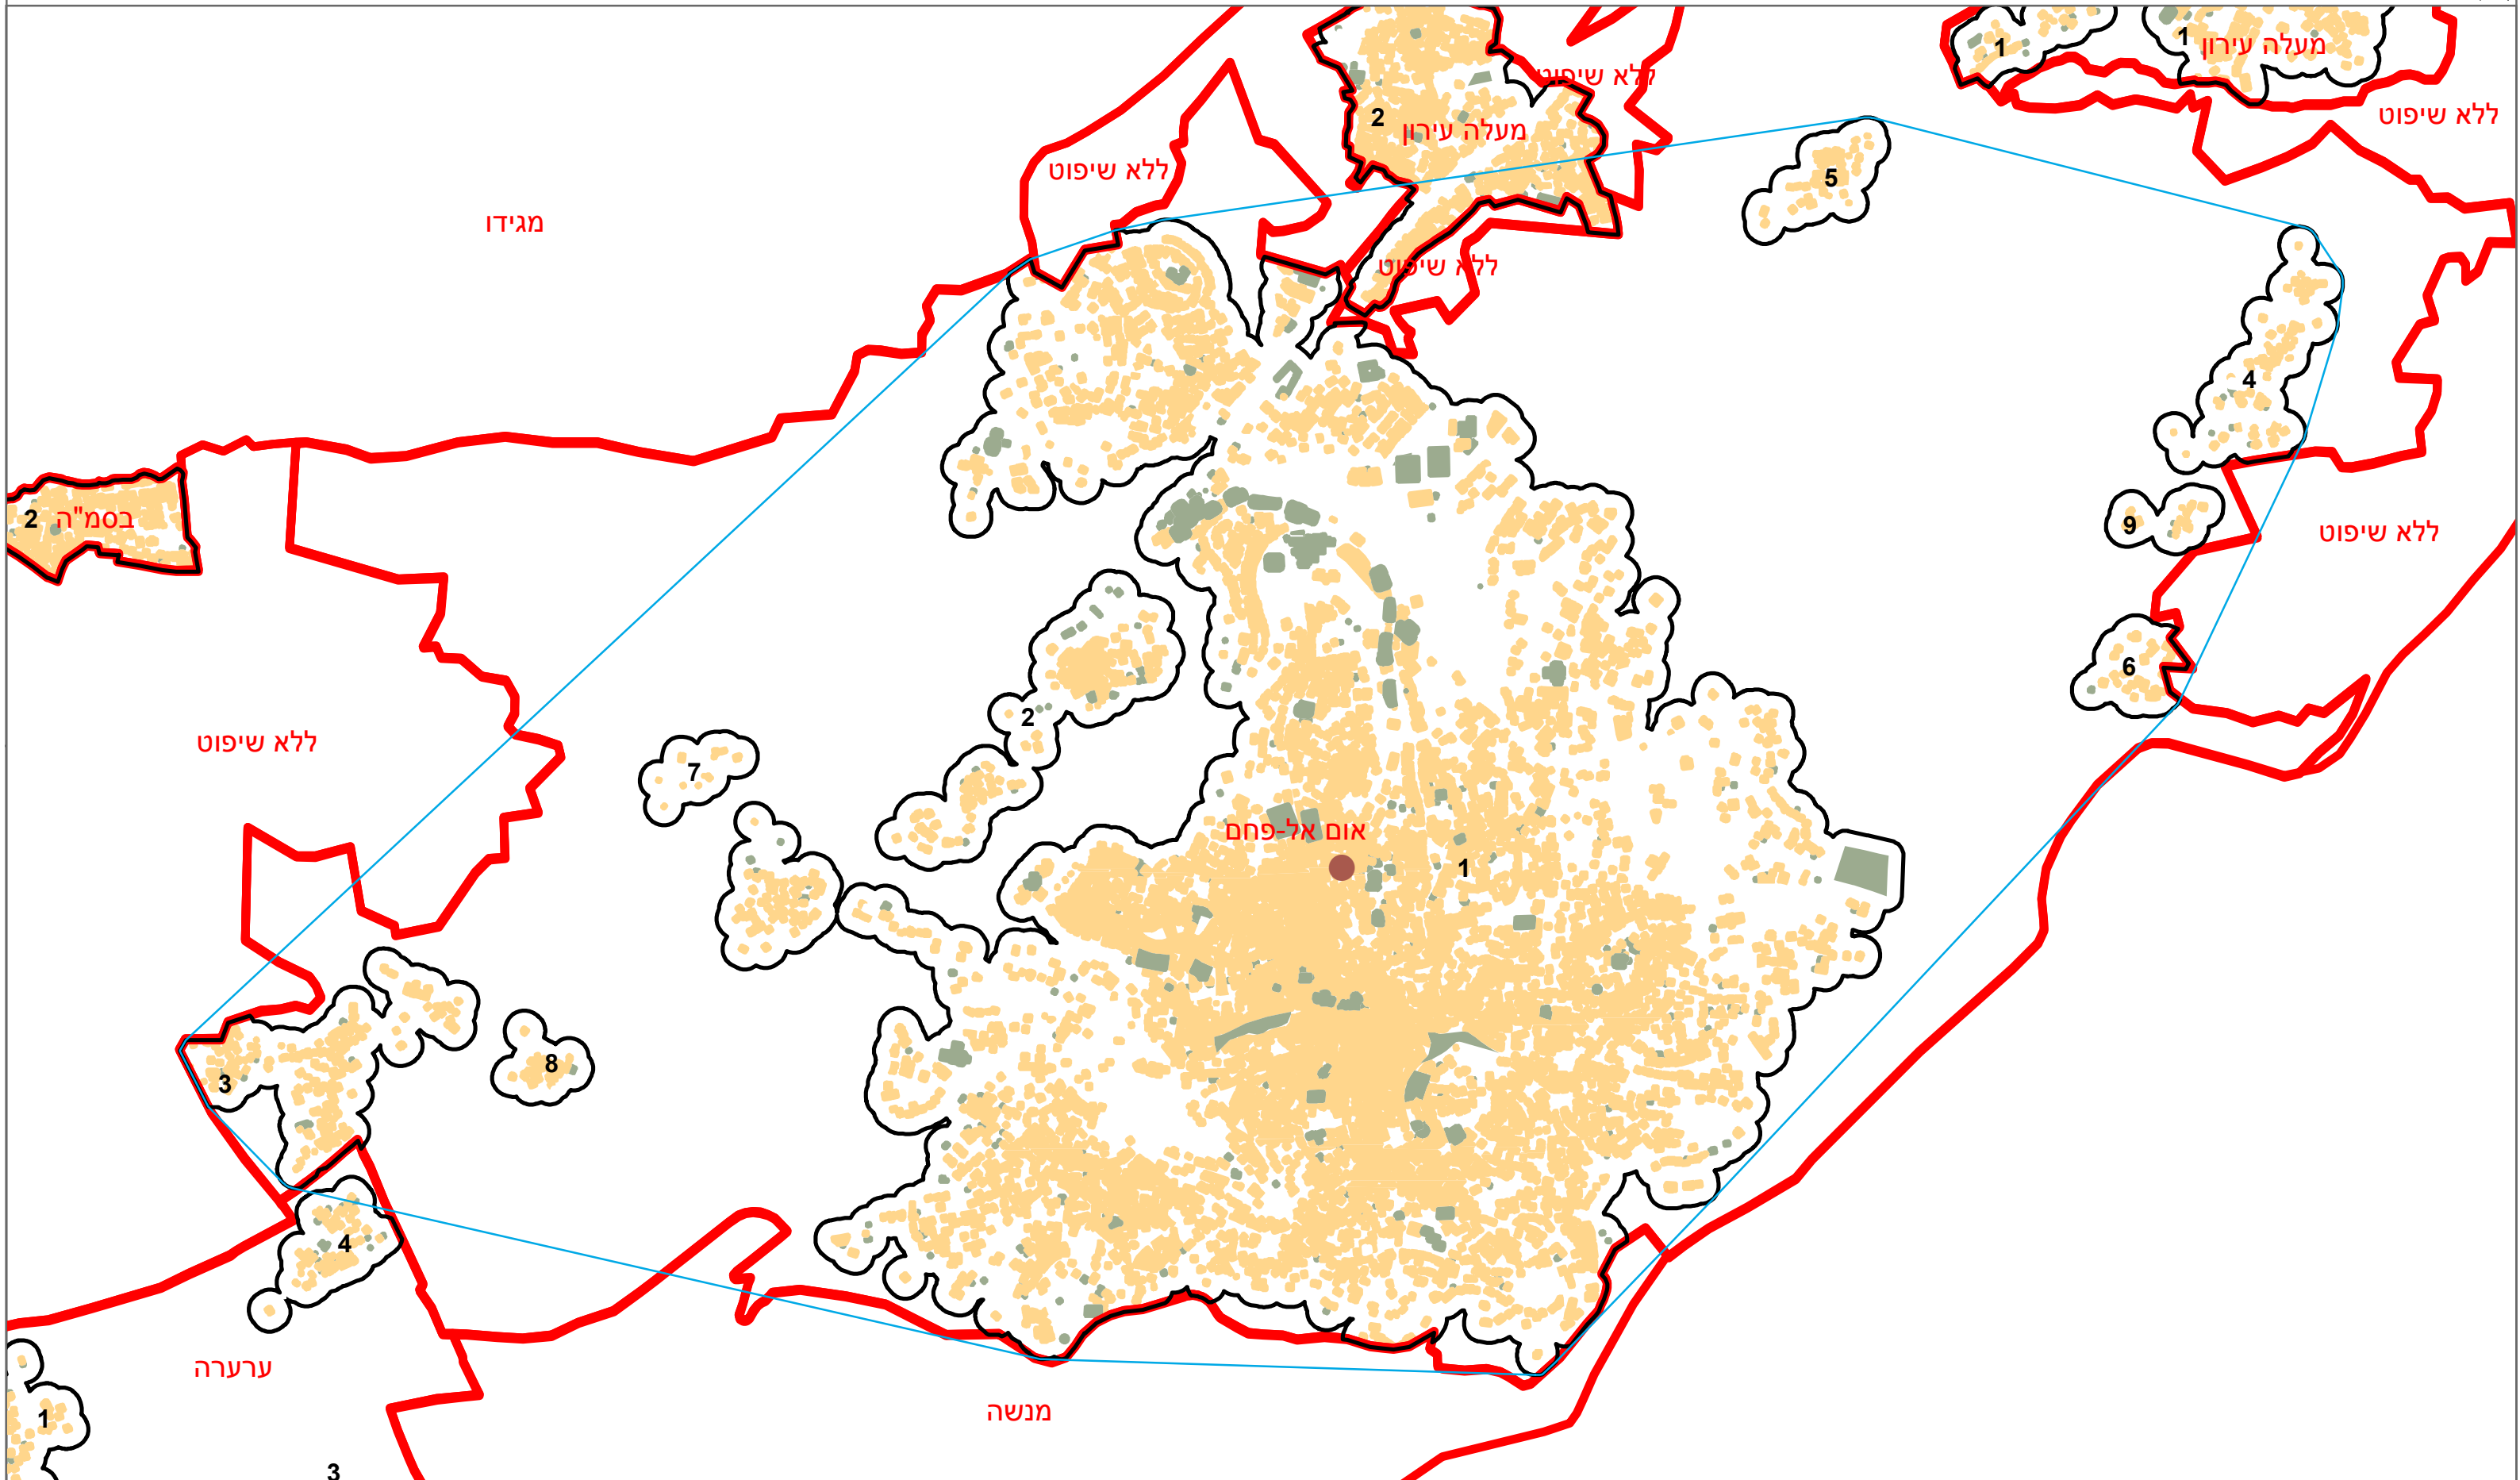 1
1
מעלה עירון
ללא שיפוט
ללא שיפוט
2
מעלה עירון
ללא שיפוט
5
מגידו
ללא שיפוט
4
2
בסמ"ה
9
ללא שיפוט
6
2
ללא שיפוט
7
אום אל-פחם
1
8
3
4
ערערה
מנשה
1
3